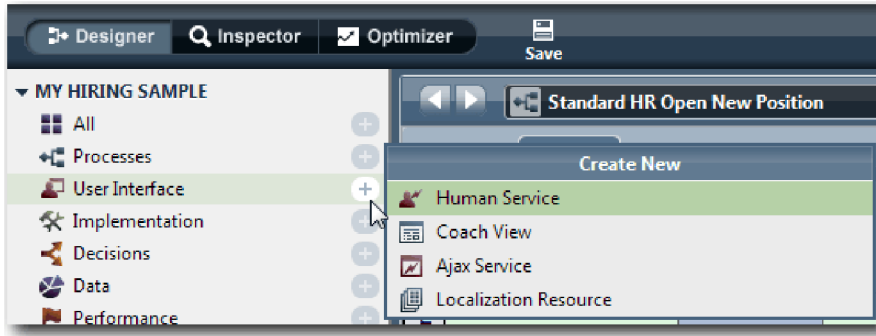 Designer Inspector Optimizer
Save
MY HIRING SAMPLE
Standard HR Open New Position
All
Processes
Create New
User Interface
Human Service
Implementation
Coach View
Decisions
Ajax Service
Data
Localization Resource
Performance